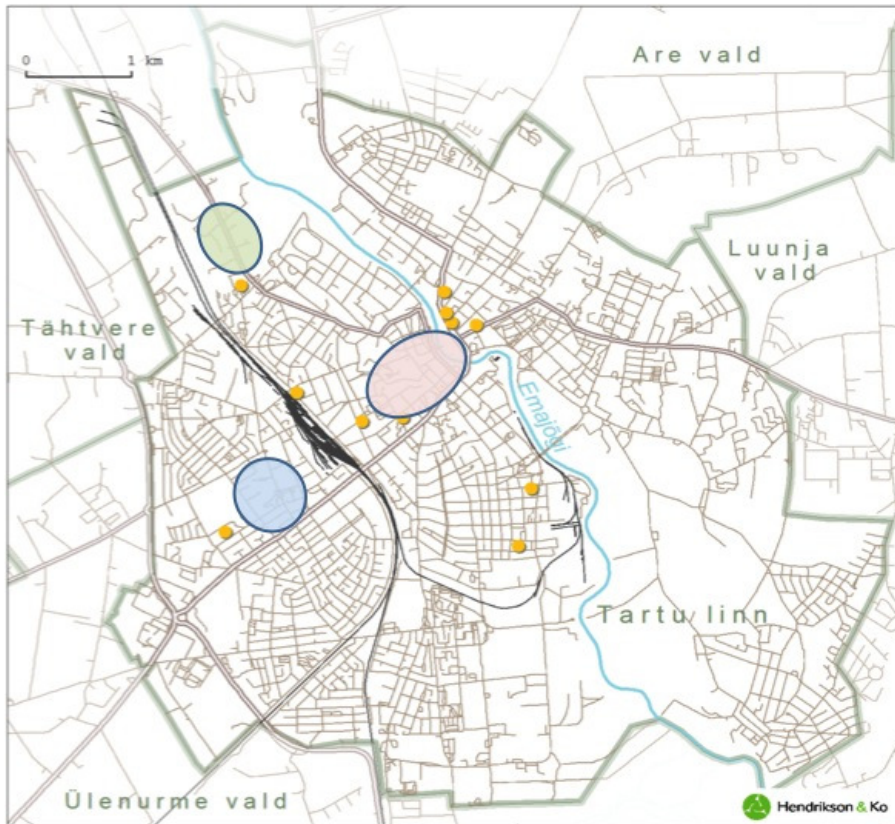 0 1 km
Are vald
Luunja
vald
Tähtvere
vald
Emajõgi
Tartu linn
Ülenurme vald
Hendrikson & Ko